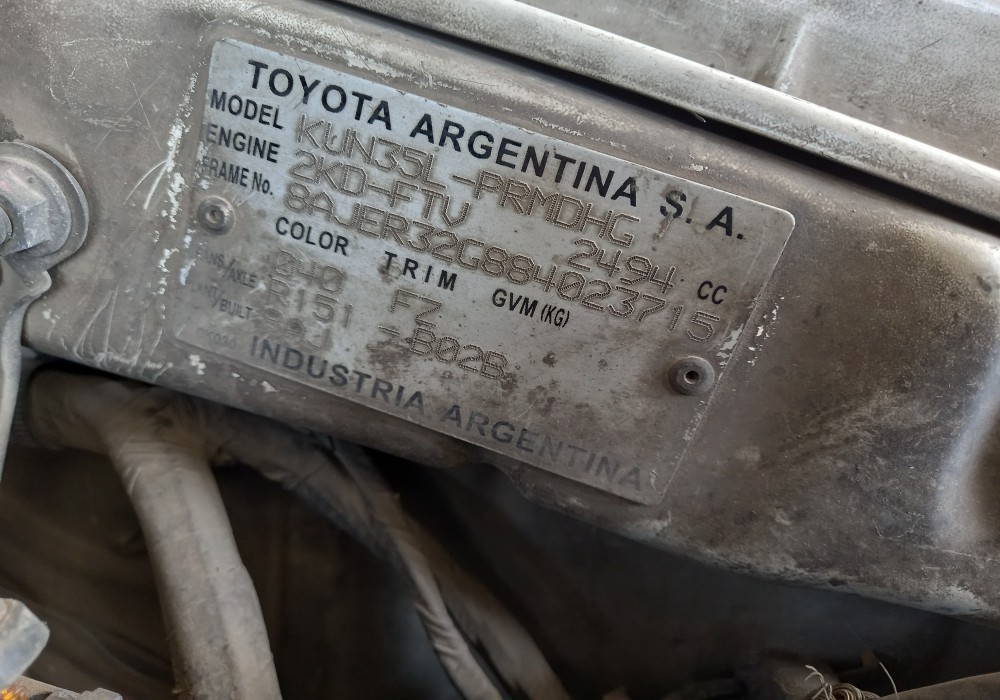 TOYOTA ARGENTINA S.A.
MODEL KUN35L-PRMDHG
ENGINE 2KD-FTV 2494 CC
FRAME No. 8AJER32G884023715
COLOR TRIM GVM (KG)
040 FZ
R151 -B02B
BUILT
INDUSTRIA ARGENTINA